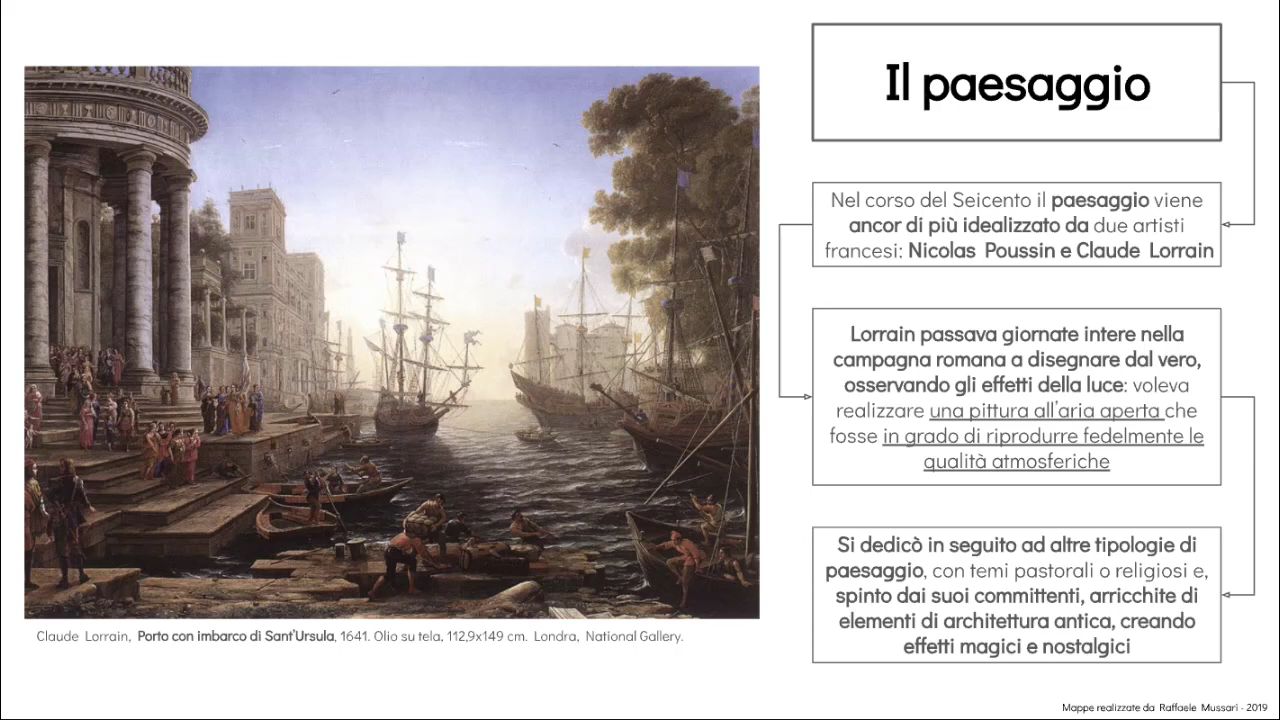 Il paesaggio
Nel corso del Seicento il paesaggio viene
ancor di più idealizzato da due artisti
francesi: Nicolas Poussin e Claude Lorrain
Lorrain passava giornate intere nella
campagna romana a disegnare dal vero,
osservando gli effetti della luce: voleva
realizzare una pittura all'aria aperta che
fosse in grado di riprodurre fedelmente le
qualità atmosferiche
Si dedicò in seguito ad altre tipologie di
paesaggio, con temi pastorali o religiosi e,
spinto dai suoi committenti, arricchite di
elementi di architettura antica, creando
effetti magici e nostalgici
Claude Lorrain, Porto con imbarco di Sant'Ursula, 1641. Olio su tela, 112,9x149 cm. Londra, National Gallery.
Mappe realizzate da Raffaele Mussari - 2019